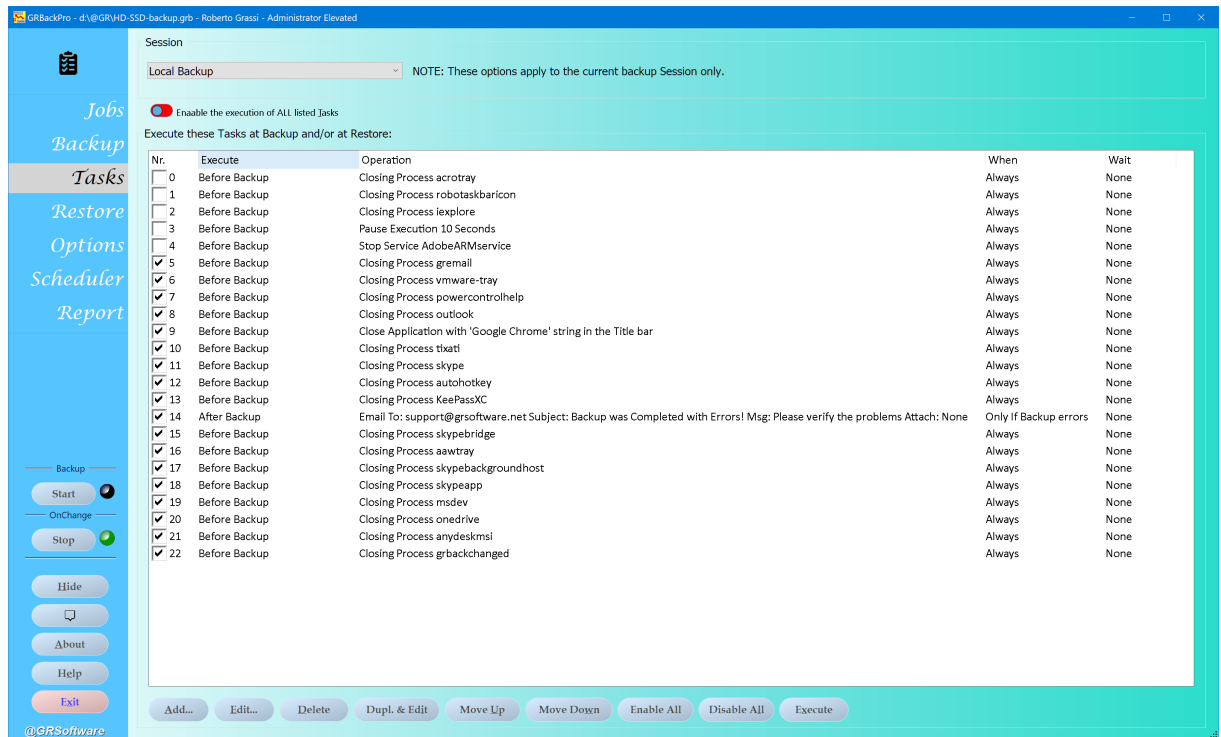 GRBackPro - d:\@GR\HD-SSD-backup.grb - Roberto Grassi - Administrator Elevated
Jobs
Backup
Tasks
Restore
Options
Scheduler
Report
Backup
Start
OnChange
Stop
Hide
About
Help
Exit
@GRSoftware
Session
Local Backup NOTE: These options apply to the current backup Session only.
Enaable the execution of ALL listed Tasks
Execute these Tasks at Backup and/or at Restore:
Nr. Execute Operation When Wait
0 Before Backup Closing Process acrotray Always None
1 Before Backup Closing Process robotaskbaricon Always None
2 Before Backup Closing Process iexplore Always None
3 Before Backup Pause Execution 10 Seconds Always None
4 Before Backup Stop Service AdobeARMservice Always None
5 Before Backup Closing Process gremail Always None
6 Before Backup Closing Process vmware-tray Always None
7 Before Backup Closing Process powercontrolhelp Always None
8 Before Backup Closing Process outlook Always None
9 Before Backup Close Application with 'Google Chrome' string in the Title bar Always None
10 Before Backup Closing Process tixati Always None
11 Before Backup Closing Process skype Always None
12 Before Backup Closing Process autohotkey Always None
13 Before Backup Closing Process KeePassXC Always None
14 After Backup Email To: support@grsoftware.net Subject: Backup was Completed with Errors! Msg: Please verify the problems Attach: None Only If Backup errors None
15 Before Backup Closing Process skypebridge Always None
16 Before Backup Closing Process aawtray Always None
17 Before Backup Closing Process skypebackgroundhost Always None
18 Before Backup Closing Process skypeapp Always None
19 Before Backup Closing Process msdev Always None
20 Before Backup Closing Process onedrive Always None
21 Before Backup Closing Process anydeskmsi Always None
22 Before Backup Closing Process grbackchanged Always None
Add... Edit... Delete Dupl. & Edit Move Up Move Down Enable All Disable All Execute